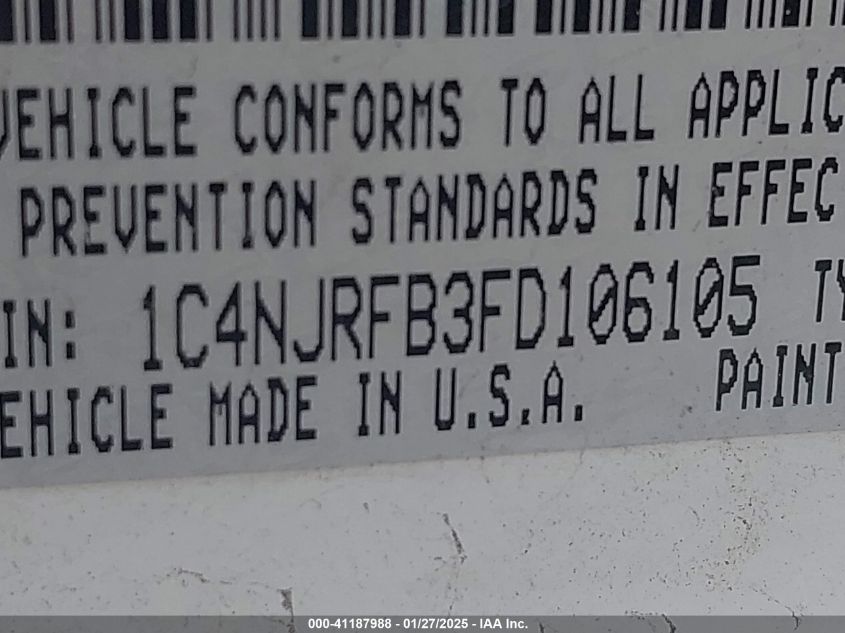 VEHICLE CONFORMS TO ALL APPLIC
PREVENTION STANDARDS IN EFFEC
IN: 1C4NJRFB3FD106105 TY
EHICLE MADE IN U.S.A. PAINT
000-41187988 - 01/27/2025 - IAA Inc.